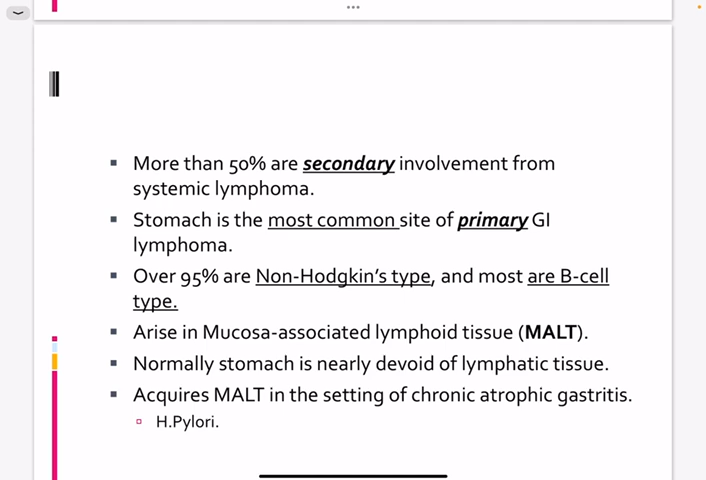 More than 50% are secondary involvement from
systemic lymphoma.
Stomach is the most common site of primary GI
lymphoma.
Over 95% are Non-Hodgkin's type, and most are B-cell
type.
Arise in Mucosa-associated lymphoid tissue (MALT).
Normally stomach is nearly devoid of lymphatic tissue.
Acquires MALT in the setting of chronic atrophic gastritis.
H.Pylori.